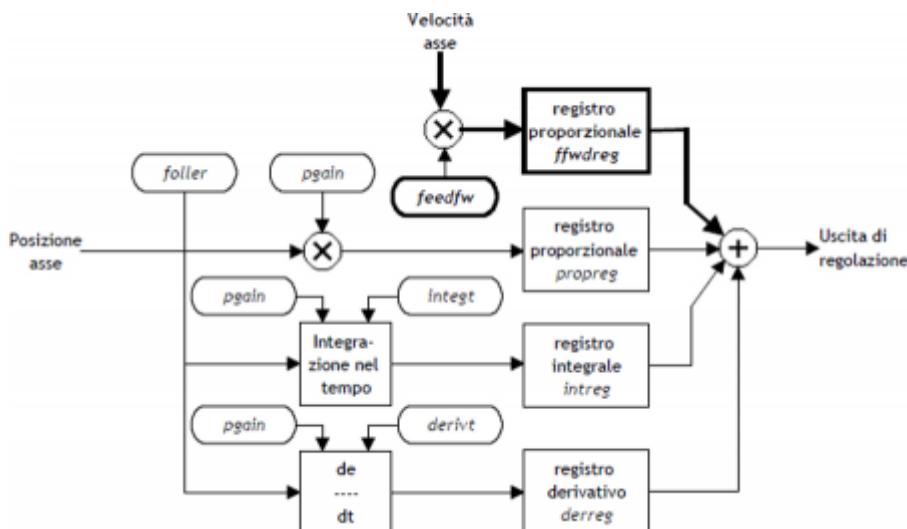 Velocità
asse
registro
proporzionale
ffwdreg
foller
pgain
feedfw
Posizione
asse
registro
proporzionale
propreg
Uscita di
regolazione
pgain
integt
Integra-
zione nel
tempo
registro
integrale
intreg
pgain
derivt
de
----
dt
registro
derivativo
derreg